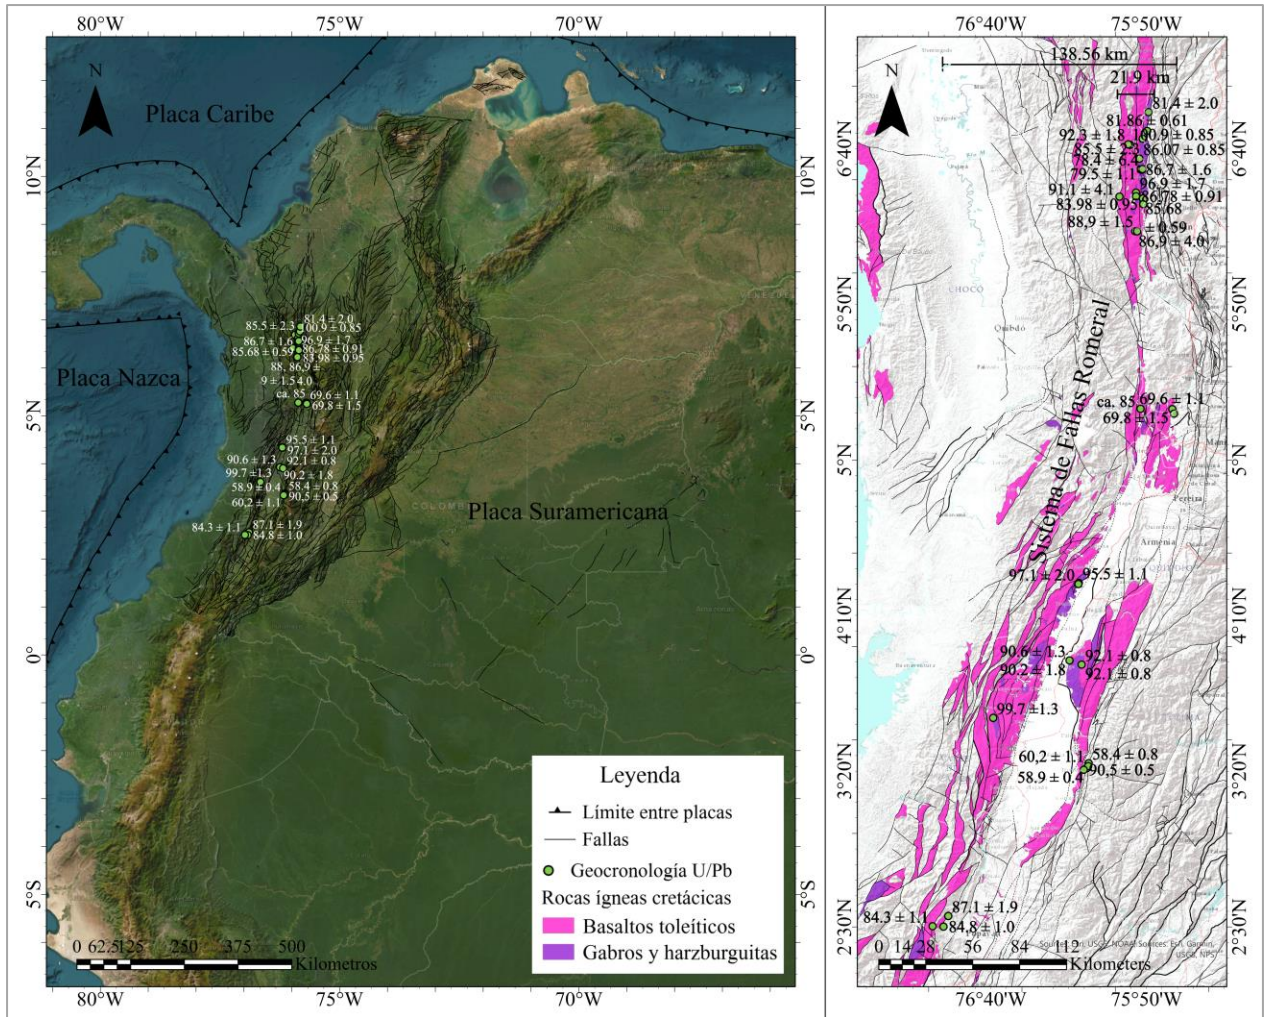 80°W 75°W 70°W
N
Placa Caribe
Placa Nazca
Placa Suramericana
COLOM
10°N
5°N
0°
5°S
81.4 ± 2.0
85.5 ± 2.3
100.9 ± 0.85
96.9 ± 1.7
86.7 ± 1.6
86.78 ± 0.91
85.68 ± 0.59
83.98 ± 0.95
88, 86,9 ±
9 ± 1.5 4.0
ca. 85
69.6 ± 1.1
69.8 ± 1.5
95.5 ± 1.1
97.1 ± 2.0
90.6 ± 1.3
92.1 ± 0.8
99.7 ± 1.3
90.2 ± 1.8
58.9 ± 0.4
58.4 ± 0.8
60,2 ± 1.1
90,5 ± 0.5
84.3 ± 1.1
87.1 ± 1.9
84.8 ± 1.0
Leyenda
Límite entre placas
Fallas
Geocronología U/Pb
Rocas ígneas cretácicas
Basaltos toleíticos
Gabros y harzburguitas
0 62.5 125 250 375 500
Kilometros
80°W 75°W 70°W
76°40'W 75°50'W
138.56 km
21.9 km
N
81.4 ± 2.0
81.86 ± 0.61
92.3 ± 1.8
100.9 ± 0.85
85.5 ± 2.3
86.07 ± 0.85
78.4 ± 6.4
79.5 ± 1.1
86.7 ± 1.6
96.9 ± 1.7
91.1 ± 4.1
86.78 ± 0.91
83.98 ± 0.95
85.68
88,9 ± 1.5
± 0.59
86,9 ± 4.0
6°40'N
5°50'N
5°N
4°10'N
3°20'N
2°30'N
CHOCÓ
Quibdó
Sistema de Fallas Romeral
ca. 85
69.6 ± 1.1
69.8 ± 1.5
Mani
Pereira
Armenia
97.1 ± 2.0
95.5 ± 1.1
90.6 ± 1.3
92.1 ± 0.8
90.2 ± 1.8
92.1 ± 0.8
Buenaventura
99.7 ±1.3
60,2 ± 1.1
58.4 ± 0.8
58.9 ± 0.4
90,5 ± 0.5
87.1 ± 1.9
84.3 ± 1.1
84,8 ± 1.0
0 14 28 56 84 112
Kilometers
76°40'W 75°50'W